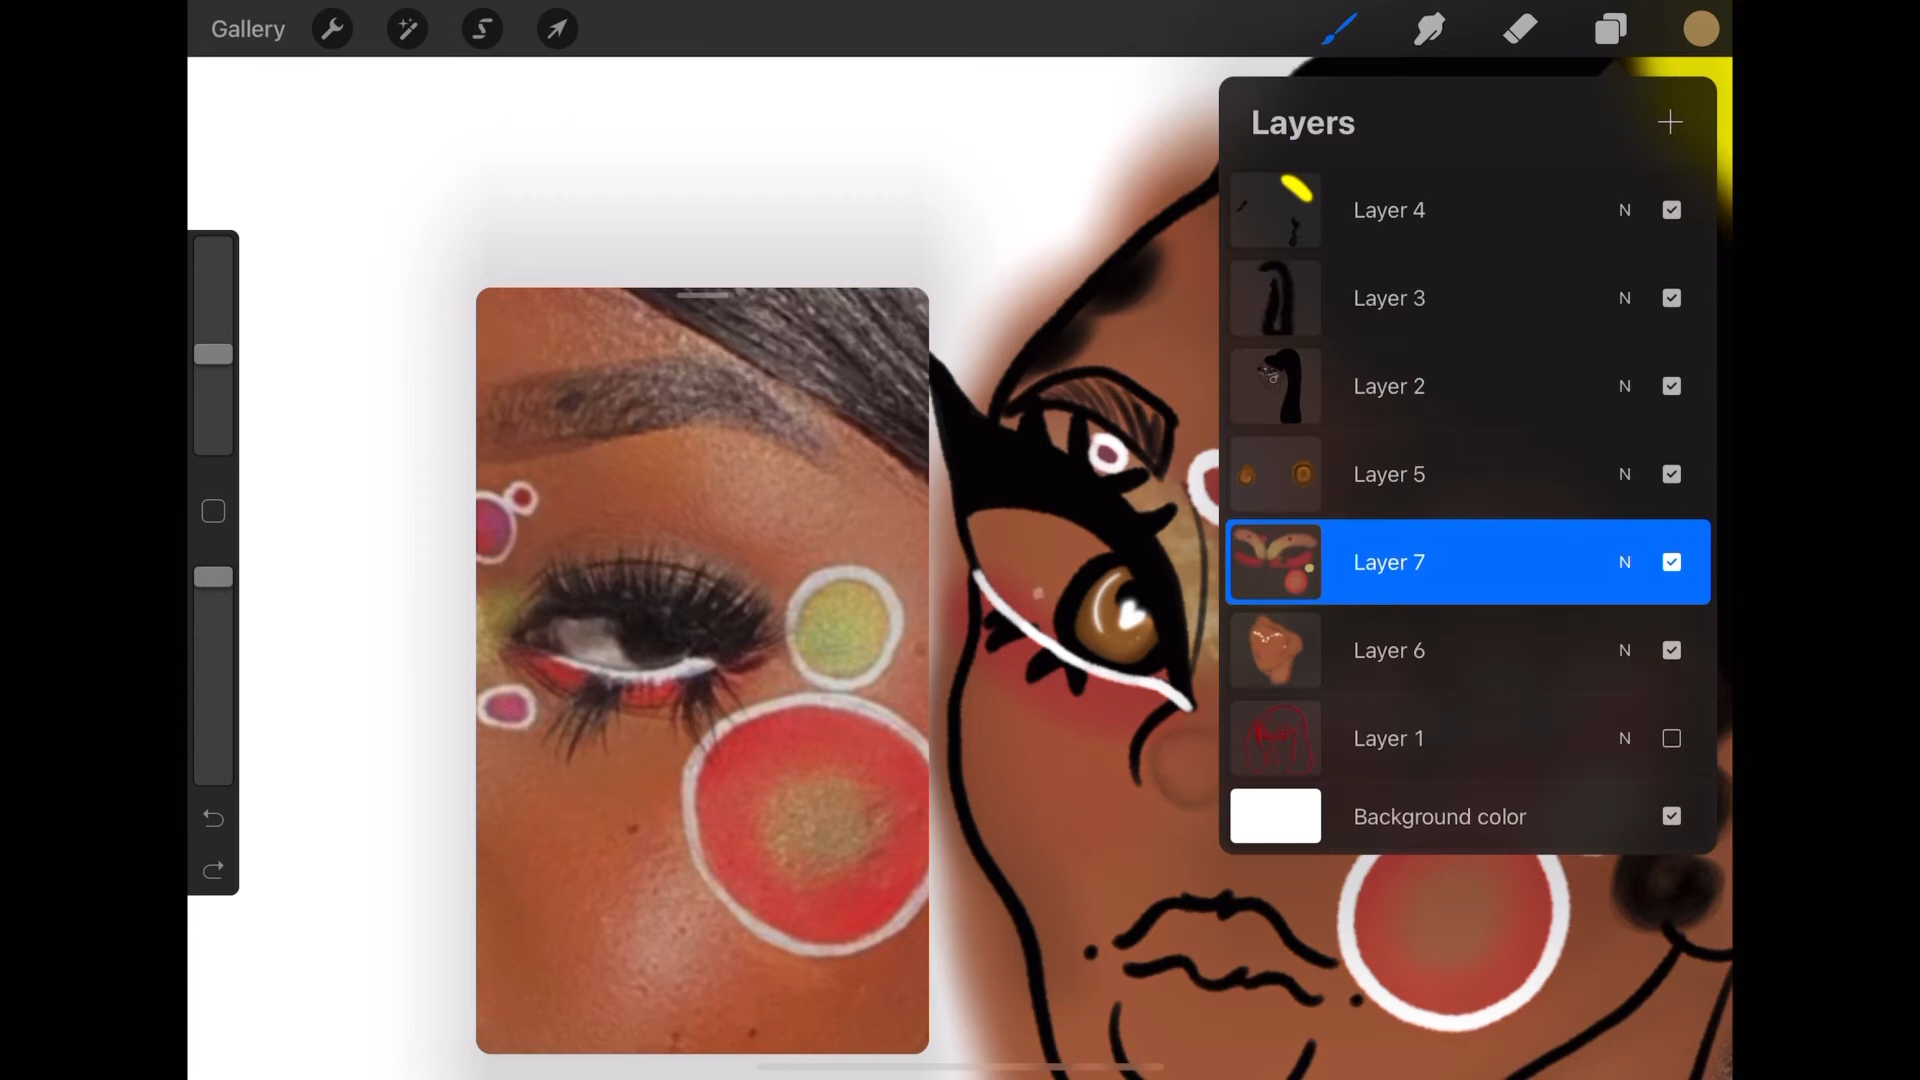 Gallery
Layers
Layer 4 N
Layer 3 N
Layer 2 N
Layer 5 N
Layer 7 N
Layer 6 N
Layer 1 N
Background color